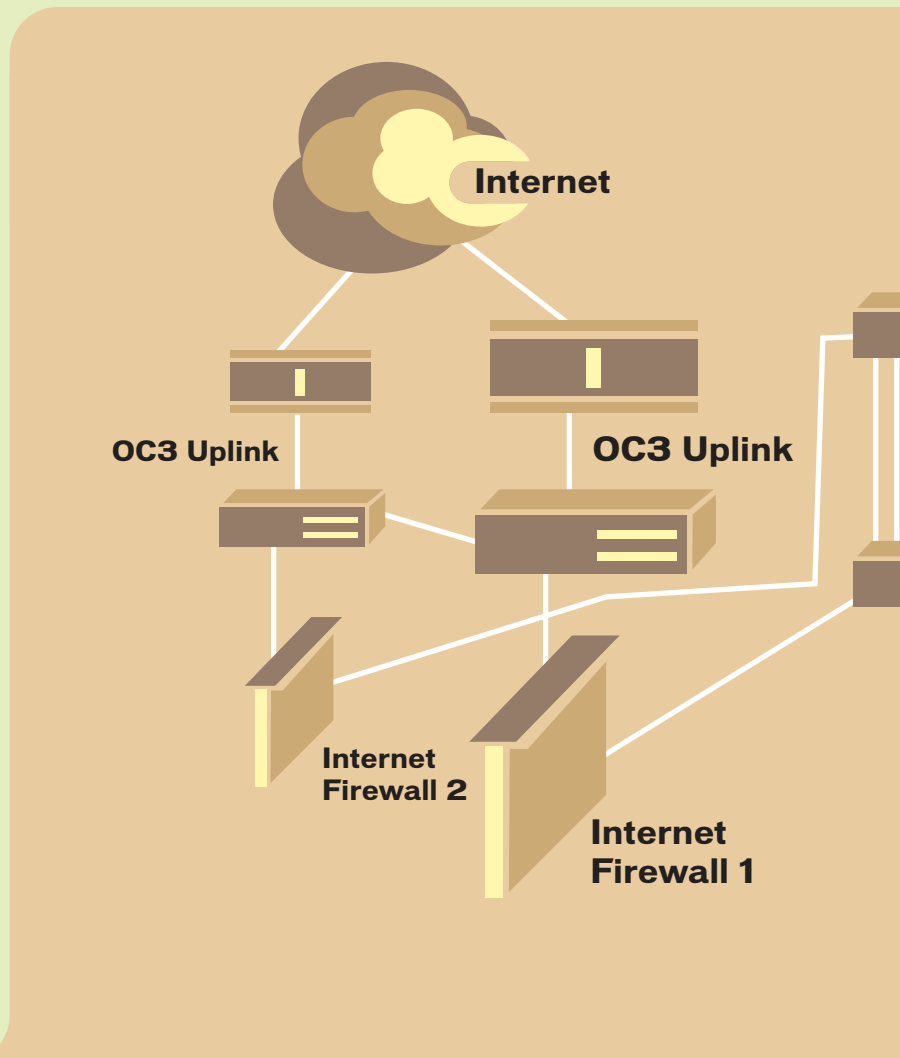 Internet
OC3 Uplink
OC3 Uplink
Internet
Firewall 2
Internet
Firewall 1